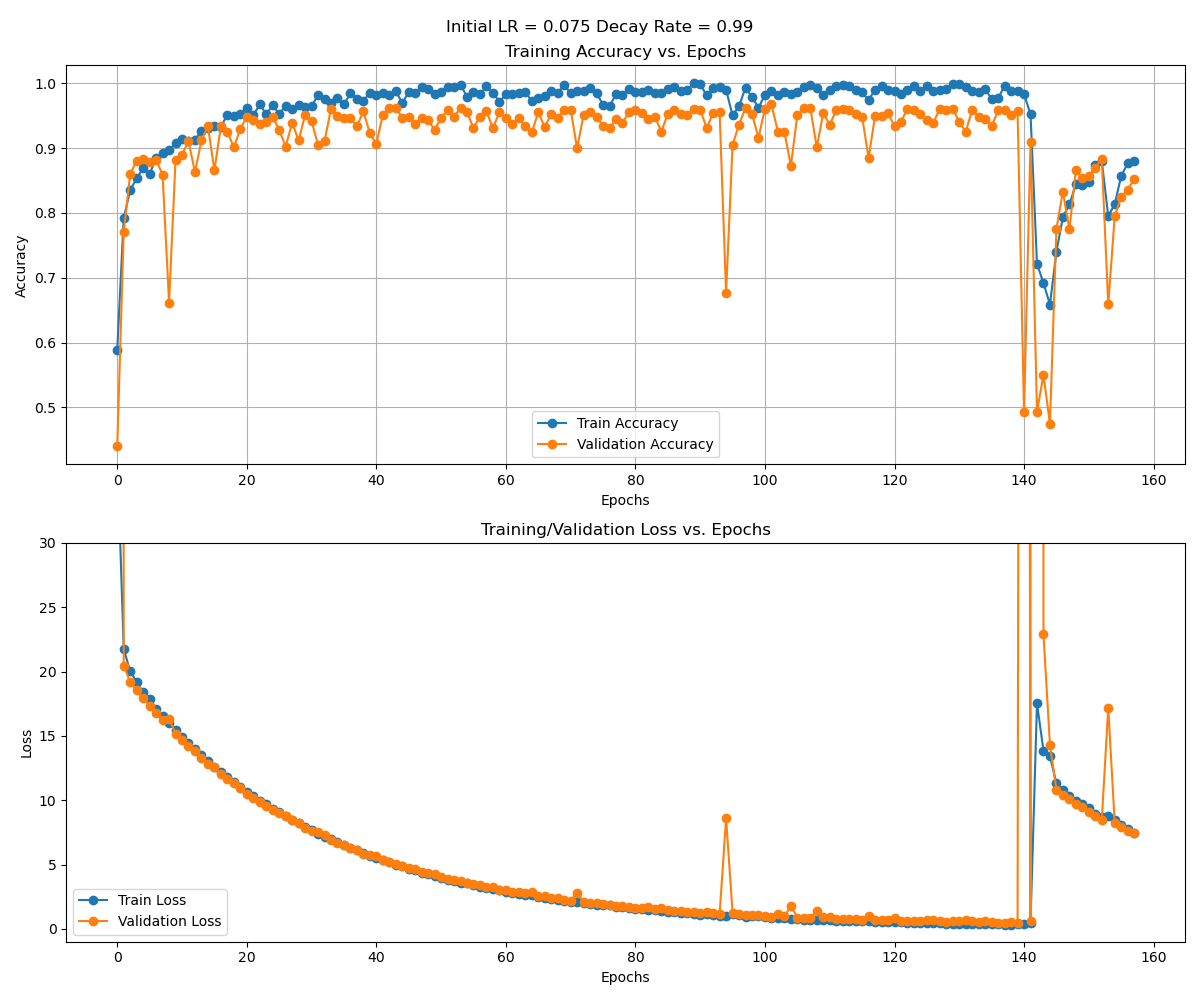 Initial LR = 0.075 Decay Rate = 0.99
Training Accuracy vs. Epochs
1.0
0.9
0.8
0.7
0.6
0.5
Accuracy
Train Accuracy
Validation Accuracy
0 20 40 60 80 100 120 140 160
Epochs
Training/Validation Loss vs. Epochs
30
25
20
15
10
5
0
Loss
Train Loss
Validation Loss
0 20 40 60 80 100 120 140 160
Epochs